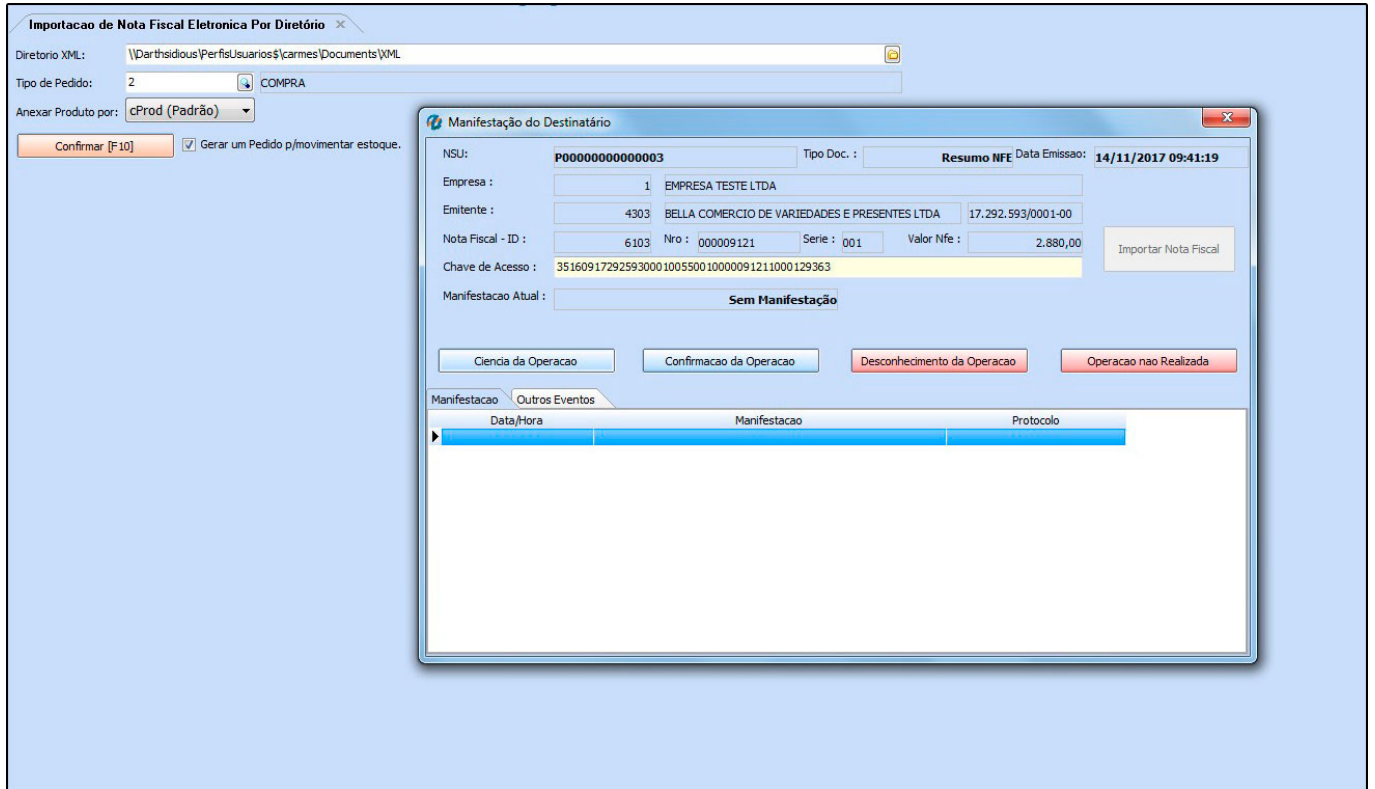 Importacao de Nota Fiscal Eletronica Por Diretório
Diretorio XML: \\Darthsidious\PerfisUsuarios$\carmes\Documents\XML
Tipo de Pedido: 2 COMPRA
Anexar Produto por: cProd (Padrão)
Confirmar [F10] Gerar um Pedido p/movimentar estoque.
Manifestação do Destinatário
NSU: P00000000000003 Tipo Doc. : Resumo NFE Data Emissao: 14/11/2017 09:41:19
Empresa : 1 EMPRESA TESTE LTDA
Emitente : 4303 BELLA COMERCIO DE VARIEDADES E PRESENTES LTDA 17.292.593/0001-00
Nota Fiscal - ID : 6103 Nro : 000009121 Serie : 001 Valor Nfe : 2.880,00 Importar Nota Fiscal
Chave de Acesso : 35160917292593000100550010000091211000129363
Manifestacao Atual : Sem Manifestação
Ciencia da Operacao Confirmacao da Operacao Desconhecimento da Operacao Operacao nao Realizada
Manifestacao Outros Eventos
Data/Hora Manifestacao Protocolo